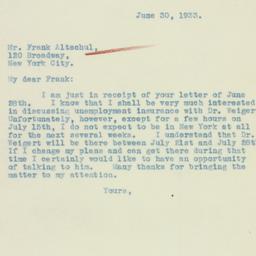 June 30, 1933.
Mr. Frank Altschul,
120 Broadway,
New York City.
My dear Frank:
I am just in receipt of your letter of June
28th. I know that I shall be very much interested
in discussing unemployment insurance with Dr. Weigert
Unfortunately, however, except for a few hours on
July 15th, I do not expect to be in New York at all
for the next several weeks. I understand that Dr.
Weigert will be there between July 21st and July 28th
If I change my plans and can get there during that
time I certainly would like to have an opportunity
of talking to him. Many thanks for bringing the
matter to my attention.
Yours,